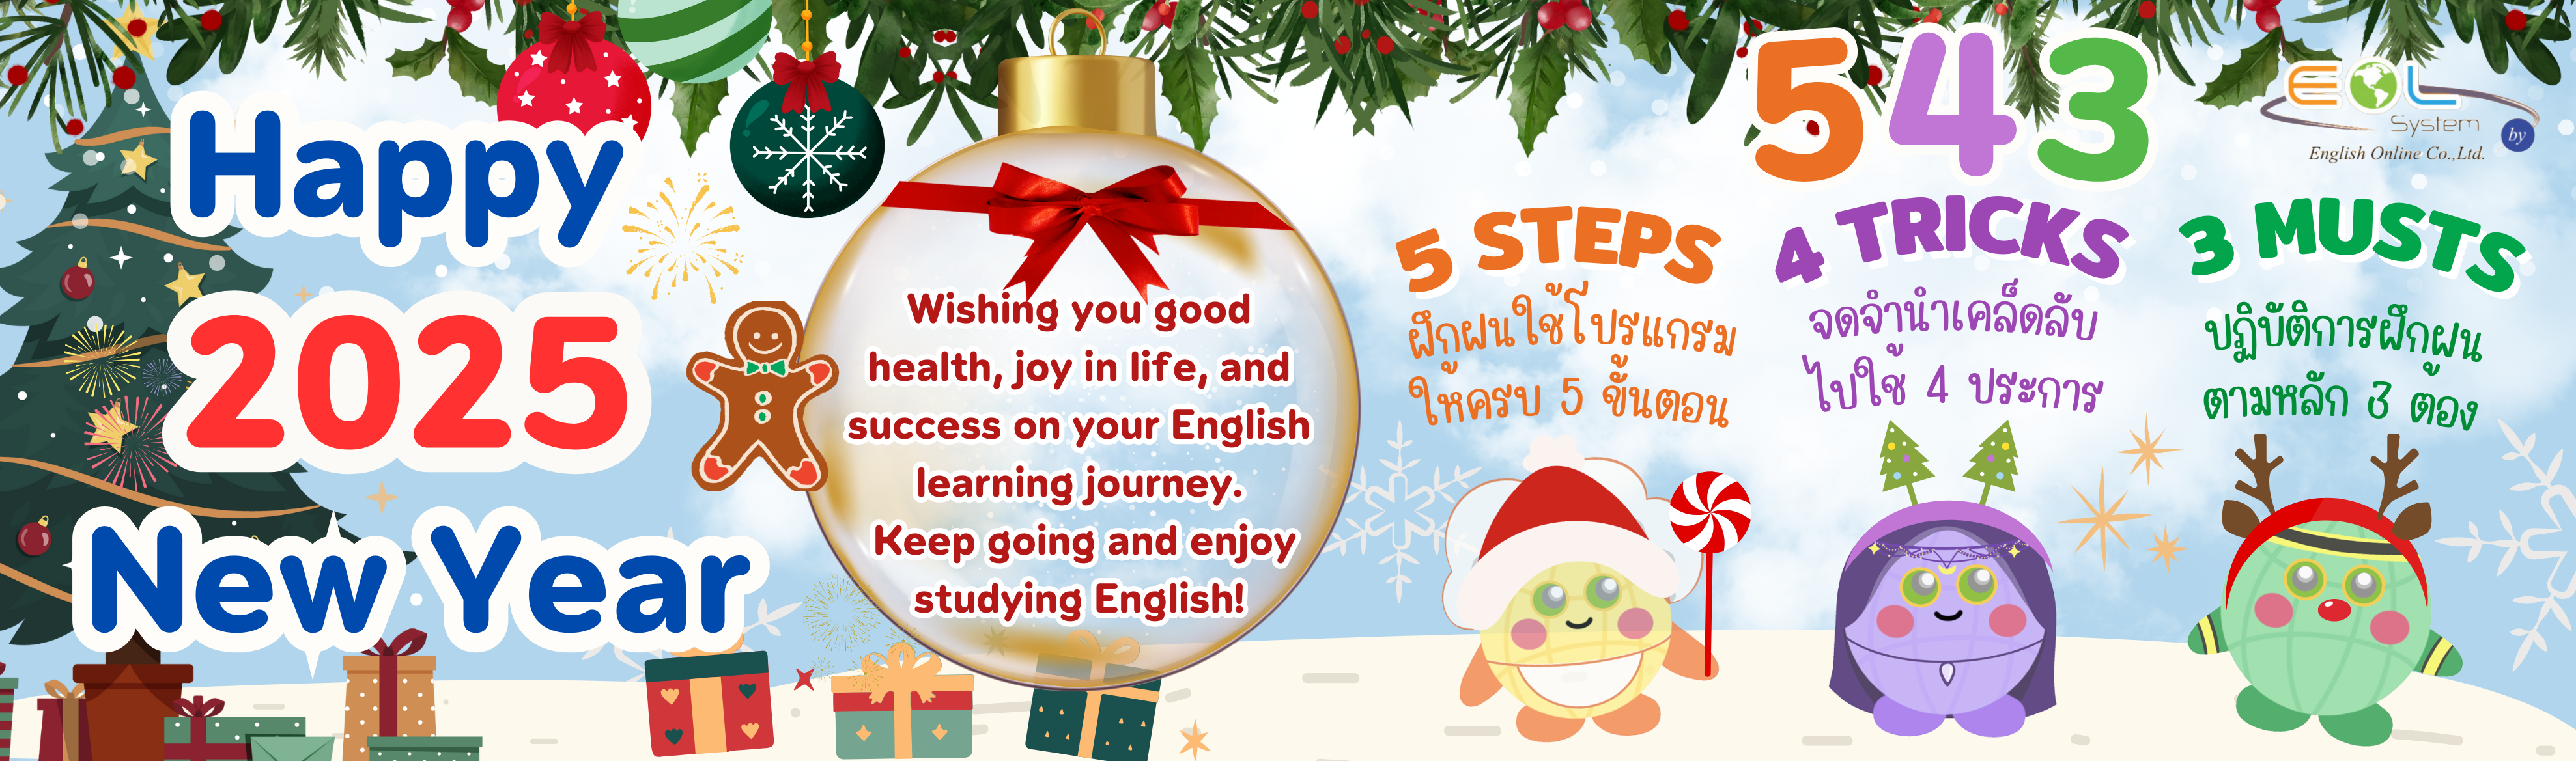 Happy
2025
New Year
Wishing you good
health, joy in life, and
success on your English
learning journey.
Keep going and enjoy
studying English!
543
5 STEPS
ฝึกฝนใช้โปรแกรม
ให้ครบ 5 ขั้นตอน
4 TRICKS
จดจำนำเคล็ดลับ
ไปใช้ 4 ประการ
3 MUSTS
ปฏิบัติการฝึกฝน
ตามหลัก 3 ต้อง
EOL
System
by
English Online Co.,Ltd.